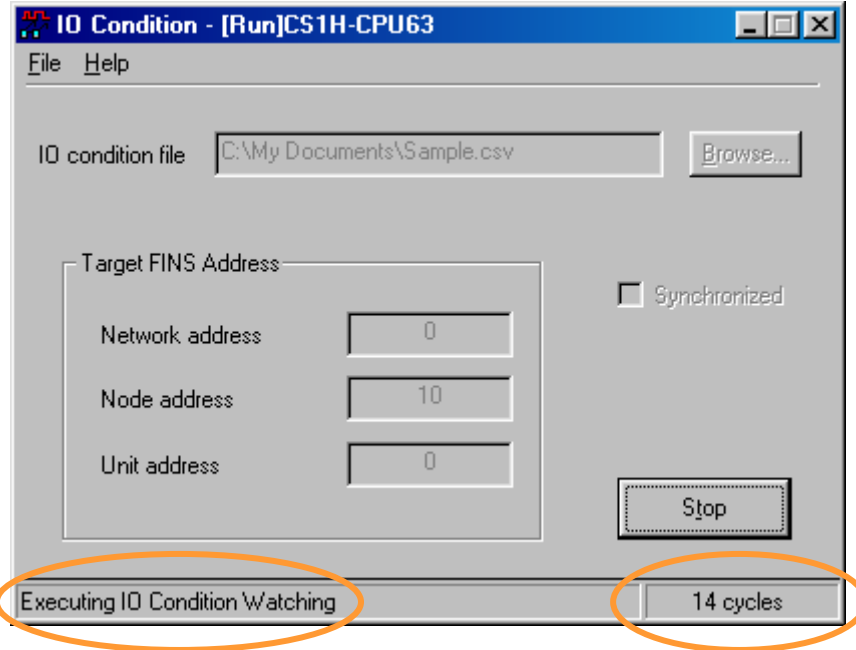 IO Condition - [Run]CS1H-CPU63
File Help
IO condition file C:\My Documents\Sample.csv Browse...
Target FINS Address
Synchronized
Network address 0
Node address 10
Unit address 0
Stop
Executing IO Condition Watching 14 cycles